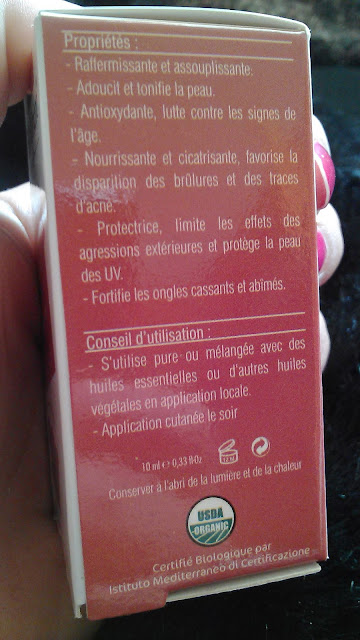 Propriétés :
- Raffermissante et assouplissante.
- Adoucit et tonifie la peau.
- Antioxydante, lutte contre les signes de
l'âge.
- Nourrissante et cicatrisante, favorise la
disparition des brûlures et des traces
d'acné.
- Protectrice, limite les effets des
agressions extérieures et protège la peau
des UV.
- Fortifie les ongles cassants et abîmés.
Conseil d'utilisation :
- S'utilise pure ou mélangée avec des
huiles essentielles ou d'autres huiles
végétales en application locale.
- Application cutanée le soir
10 ml ℮ 0,33 fl Oz
Conserver à l'abri de la lumière et de la chaleur
USDA
ORGANIC
Certifié Biologique par
Istituto Mediterraneo di Certificazione